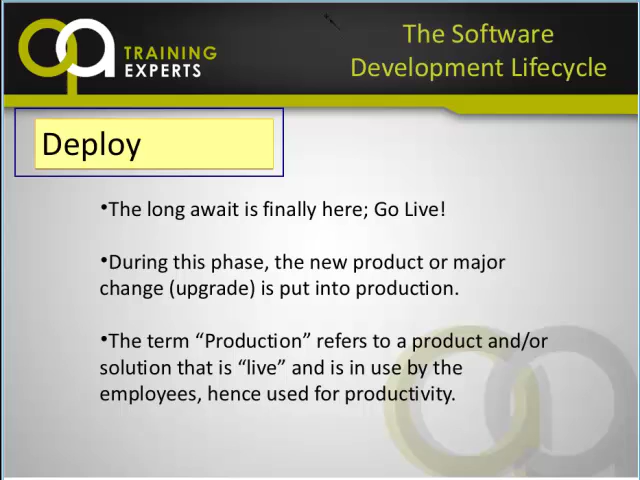 The Software
Development Lifecycle
QA
TRAINING
EXPERTS
Deploy
•The long await is finally here; Go Live!
•During this phase, the new product or major
change (upgrade) is put into production.
•The term “Production” refers to a product and/or
solution that is “live” and is in use by the
employees, hence used for productivity.